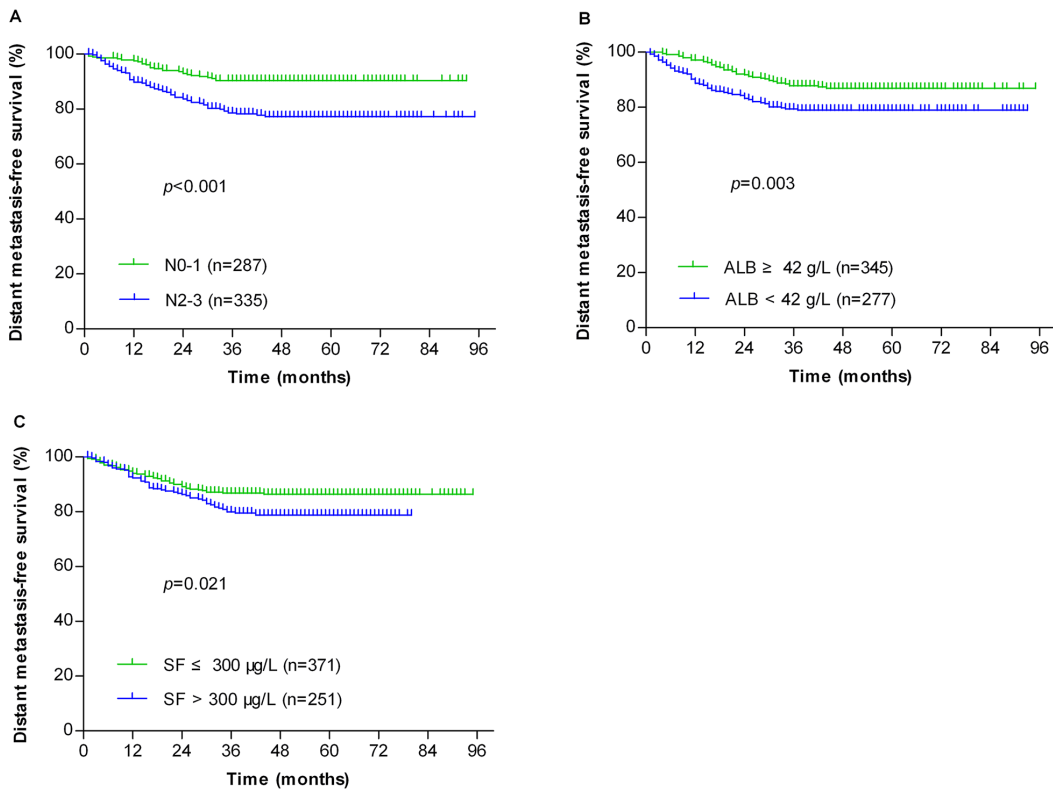 A
Distant metastasis-free survival (%)
100
80
60
40
20
0
p<0.001
N0-1 (n=287)
N2-3 (n=335)
0 12 24 36 48 60 72 84 96
Time (months)
B
Distant metastasis-free survival (%)
100
80
60
40
20
0
p=0.003
ALB ≥ 42 g/L (n=345)
ALB < 42 g/L (n=277)
0 12 24 36 48 60 72 84 96
Time (months)
C
Distant metastasis-free survival (%)
100
80
60
40
20
0
p=0.021
SF ≤ 300 µg/L (n=371)
SF > 300 µg/L (n=251)
0 12 24 36 48 60 72 84 96
Time (months)